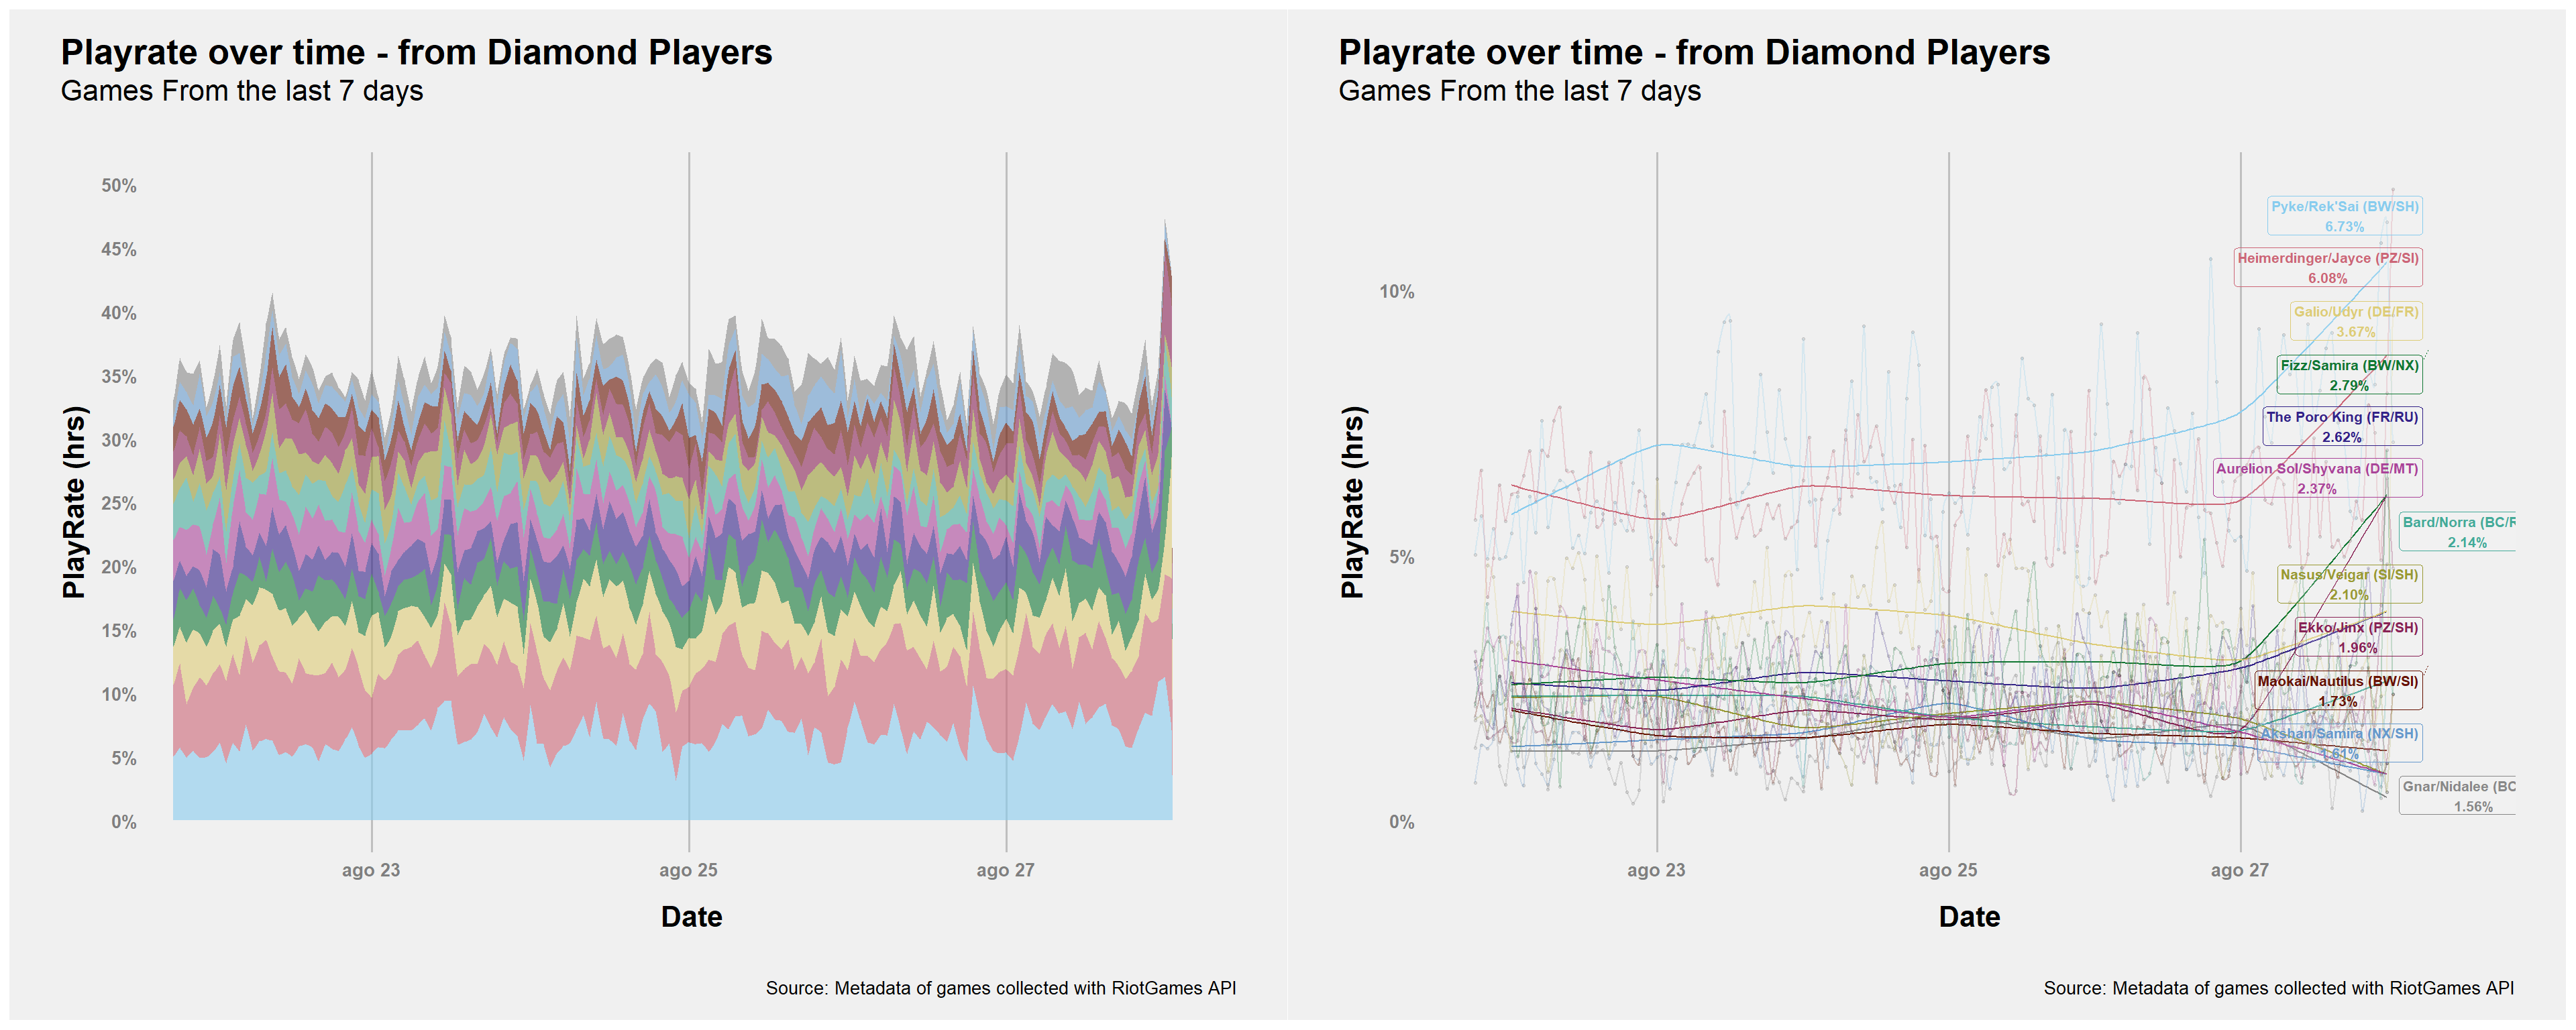 Playrate over time - from Diamond Players
Games From the last 7 days
PlayRate (hrs)
50%
45%
40%
35%
30%
25%
20%
15%
10%
5%
0%
ago 23
ago 25
ago 27
Date
Source: Metadata of games collected with RiotGames API
Playrate over time - from Diamond Players
Games From the last 7 days
PlayRate (hrs)
10%
5%
0%
Pyke/Rek'Sai (BW/SH)
6.73%
Heimerdinger/Jayce (PZ/SI)
6.08%
Galio/Udyr (DE/FR)
3.67%
Fizz/Samira (BW/NX)
2.79%
The Poro King (FR/RU)
2.62%
Aurelion Sol/Shyvana (DE/MT)
2.37%
Bard/Norra (BC/R
2.14%
Nasus/Veigar (SI/SH)
2.10%
Ekko/Jinx (PZ/SH)
1.96%
Maokai/Nautilus (BW/SI)
1.73%
Akshan/Samira (NX/SH)
1.61%
Gnar/Nidalee (BC
1.56%
ago 23
ago 25
ago 27
Date
Source: Metadata of games collected with RiotGames API